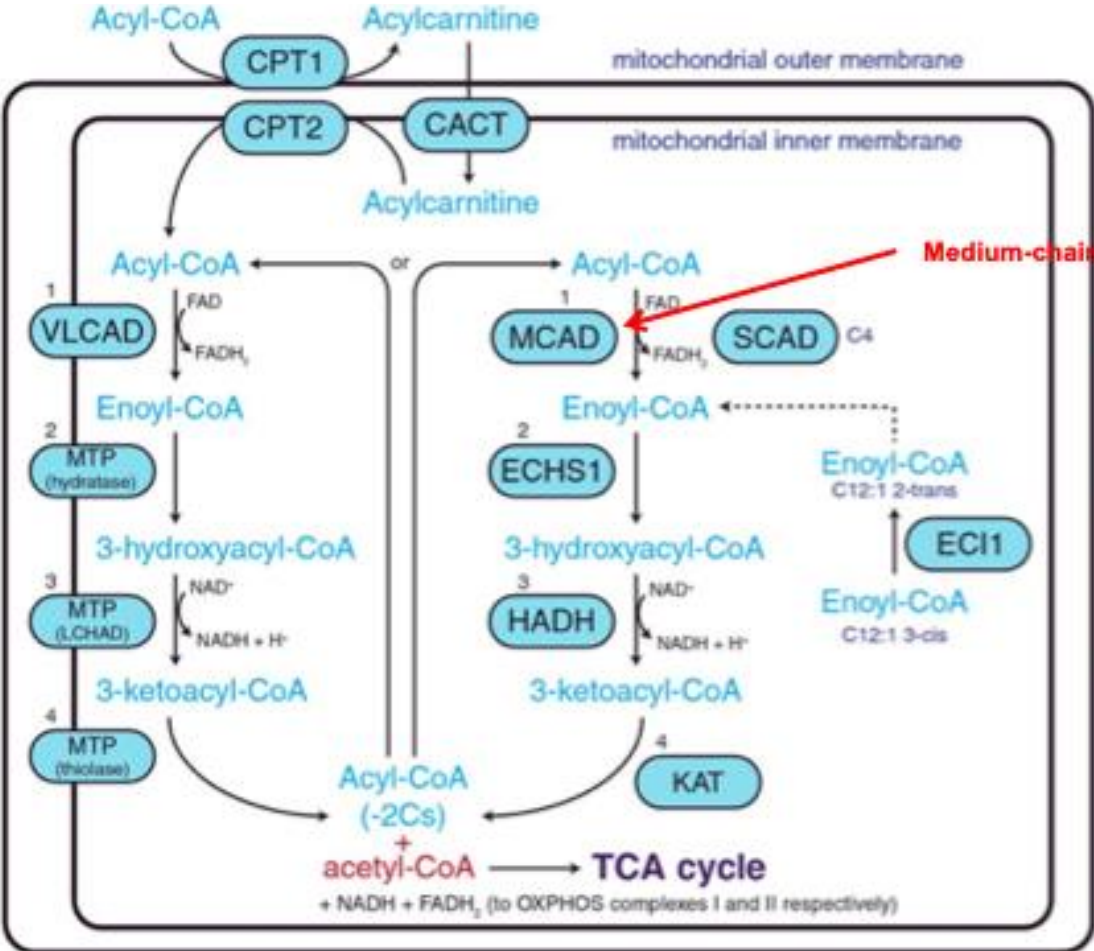 Acyl-CoA
Acylcarnitine
CPT1
mitochondrial outer membrane
CPT2
CACT
mitochondrial inner membrane
Acylcarnitine
Acyl-CoA
or
Acyl-CoA
Medium-chain
1
VLCAD
FAD
FADH₂
1
MCAD
FAD
FADH₂
SCAD
C4
Enoyl-CoA
Enoyl-CoA
2
MTP
(hydratase)
2
ECHS1
Enoyl-CoA
C12:1 2-trans
ECI1
Enoyl-CoA
C12:1 3-cis
3-hydroxyacyl-CoA
3-hydroxyacyl-CoA
3
MTP
(LCHAD)
NAD⁺
NADH + H⁺
3
HADH
NAD⁺
NADH + H⁺
3-ketoacyl-CoA
3-ketoacyl-CoA
4
MTP
(thiolase)
4
KAT
Acyl-CoA
(-2Cs)
+
acetyl-CoA
TCA cycle
+ NADH + FADH₂ (to OXPHOS complexes I and II respectively)